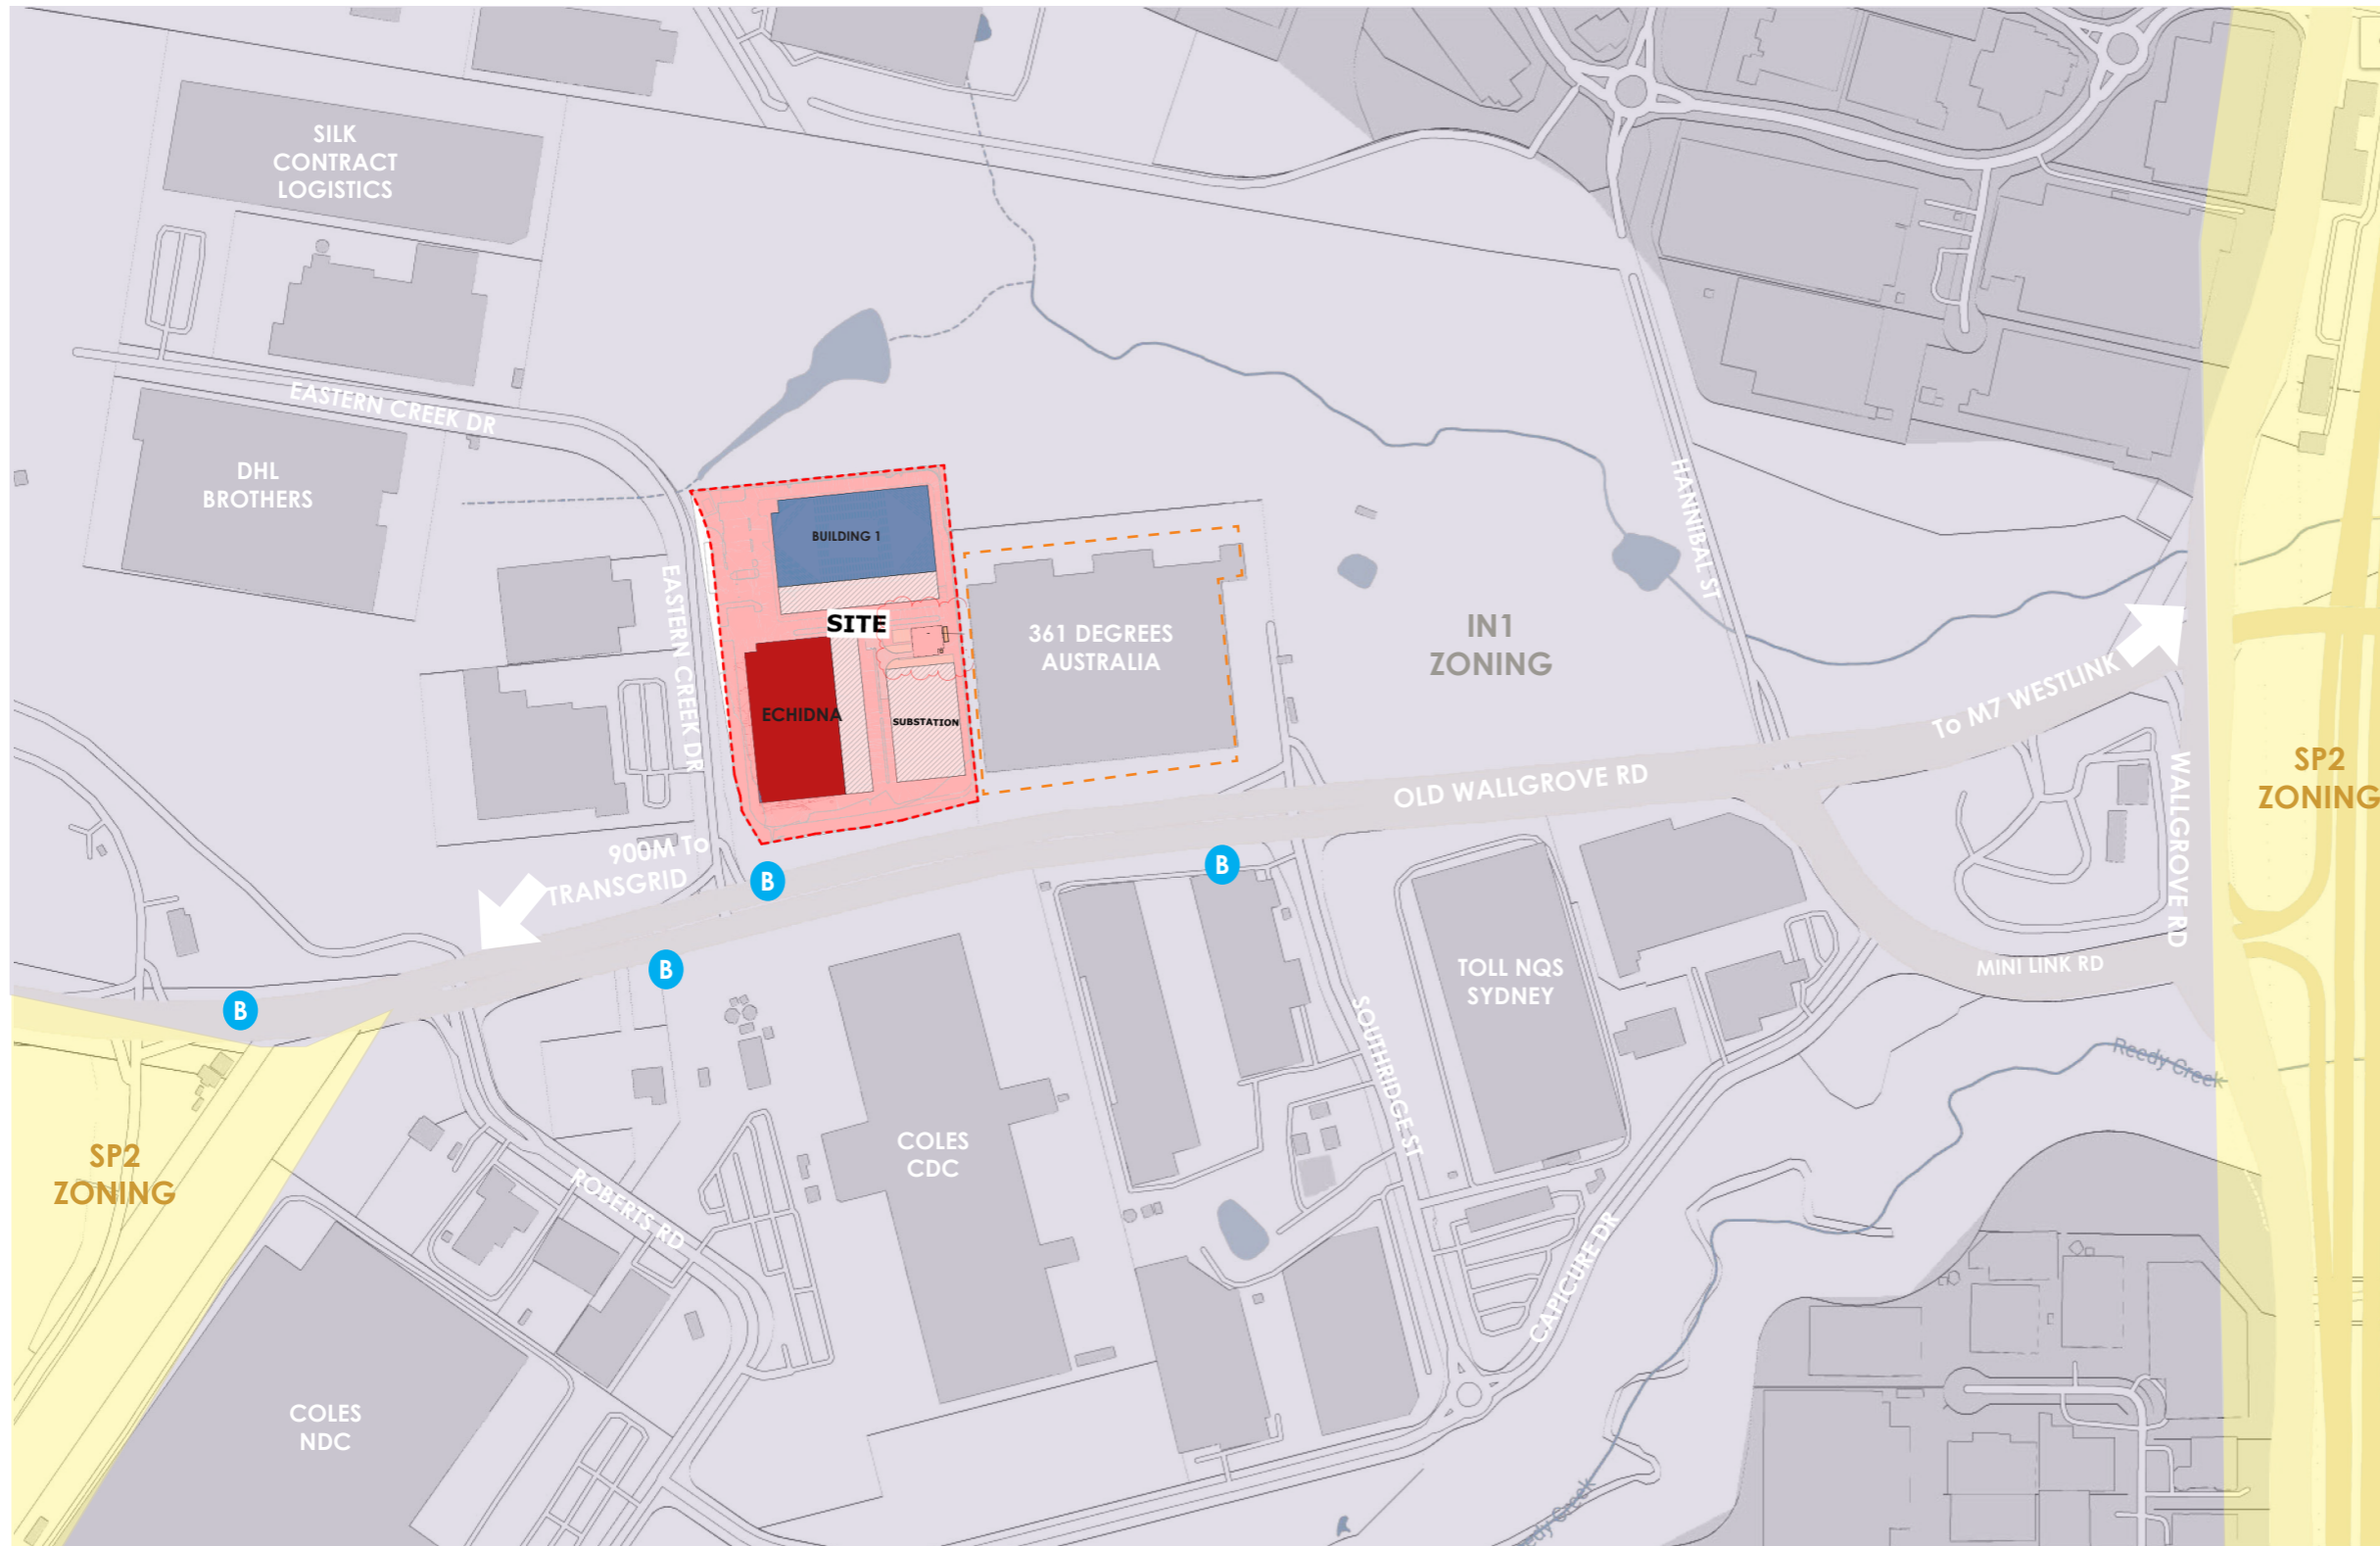 SILK
CONTRACT
LOGISTICS
EASTERN CREEK DR
DHL
BROTHERS
BUILDING 1
SITE
ECHIDNA
SUBSTATION
EASTERN CREEK DR
361 DEGREES
AUSTRALIA
IN1
ZONING
HANNIBAL ST
To M7 WESTLINK
OLD WALLGROVE RD
WALLGROVE RD
SP2
ZONING
900M To
TRANSGRID
B
B
B
B
TOLL NQS
SYDNEY
MINI LINK RD
SOUTHRIDGE ST
Reedy Creek
COLES
CDC
SP2
ZONING
ROBERTS RD
CAPICURE DR
COLES
NDC
Creek